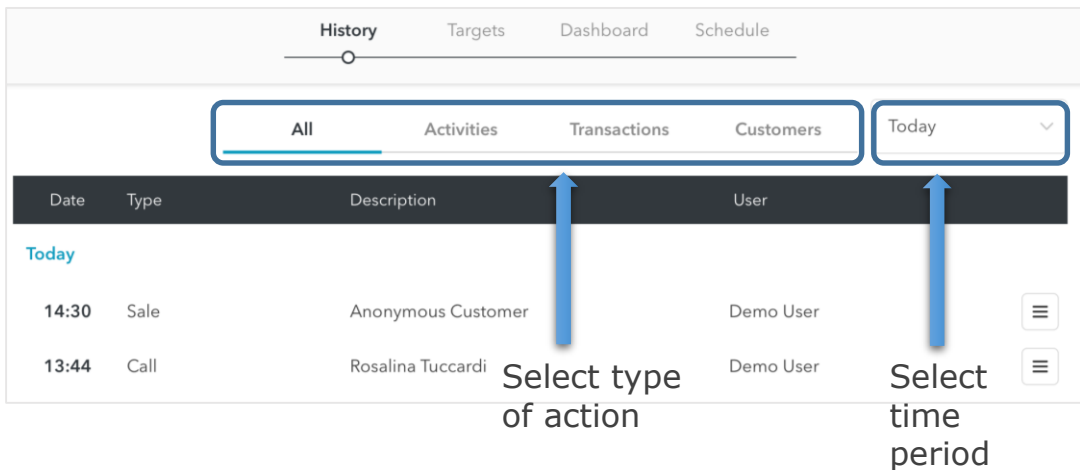 History Targets Dashboard Schedule
All Activities Transactions Customers Today
Date Type Description User
Today
14:30 Sale Anonymous Customer Demo User
13:44 Call Rosalina Tuccardi Demo User
Select type
of action
Select
time
period